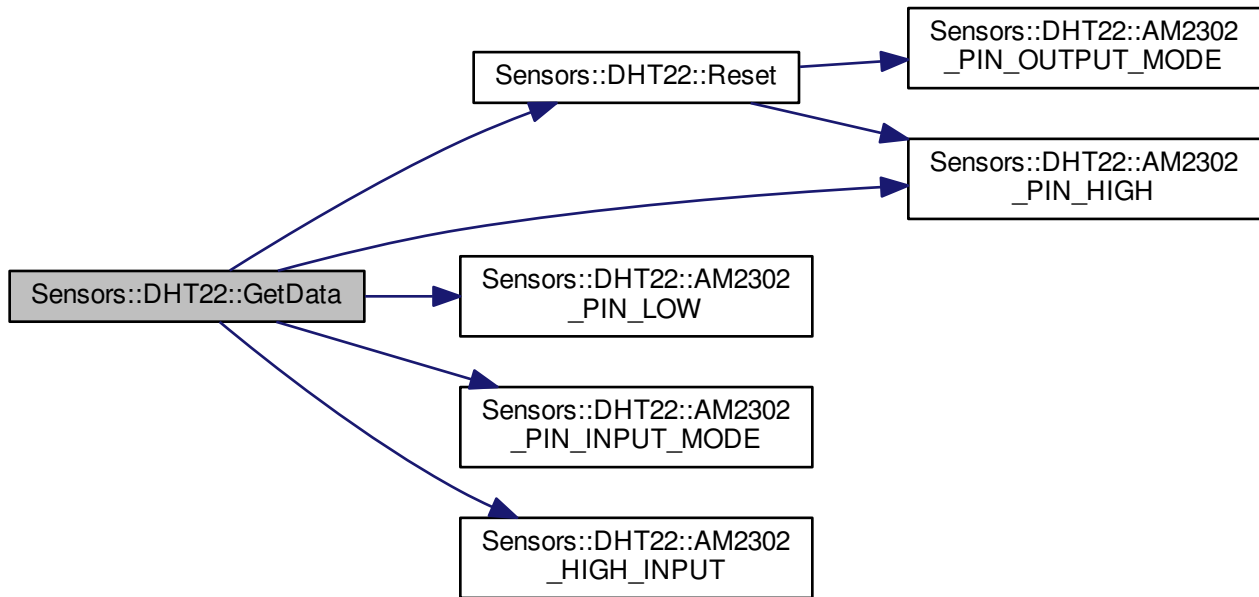 Sensors::DHT22::AM2302
_PIN_OUTPUT_MODE
Sensors::DHT22::Reset
Sensors::DHT22::AM2302
_PIN_HIGH
Sensors::DHT22::GetData
Sensors::DHT22::AM2302
_PIN_LOW
Sensors::DHT22::AM2302
_PIN_INPUT_MODE
Sensors::DHT22::AM2302
_HIGH_INPUT